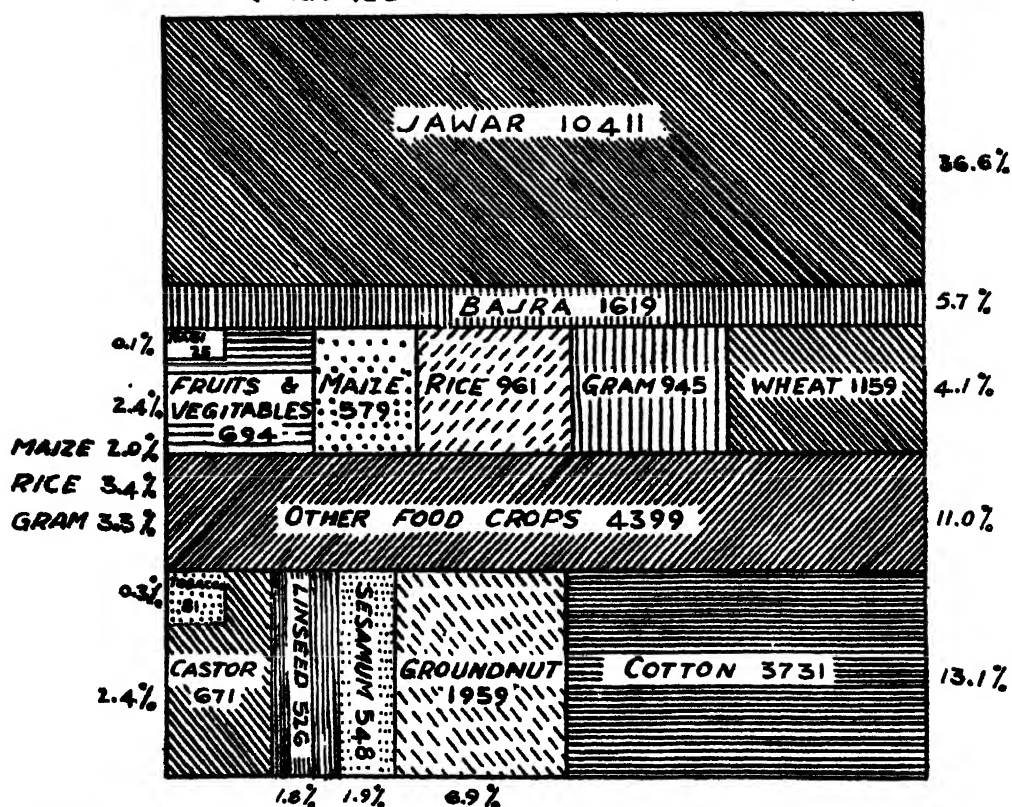 JAWAR 10411
36.6%
BAJRA 1619
5.7%
0.1%
25
FRUITS &
VEGITABLES
694
2.4%
MAIZE
579
RICE 961
GRAM 945
WHEAT 1159
4.1%
MAIZE 2.0%
RICE 3.4%
GRAM 3.3%
OTHER FOOD CROPS 4399
11.0%
0.3%
TOBACCO
81
CASTOR
671
2.4%
LINSEED 526
SESAMUM 548
GROUNDNUT
1959
COTTON 3731
13.1%
1.8% 1.9% 6.9%